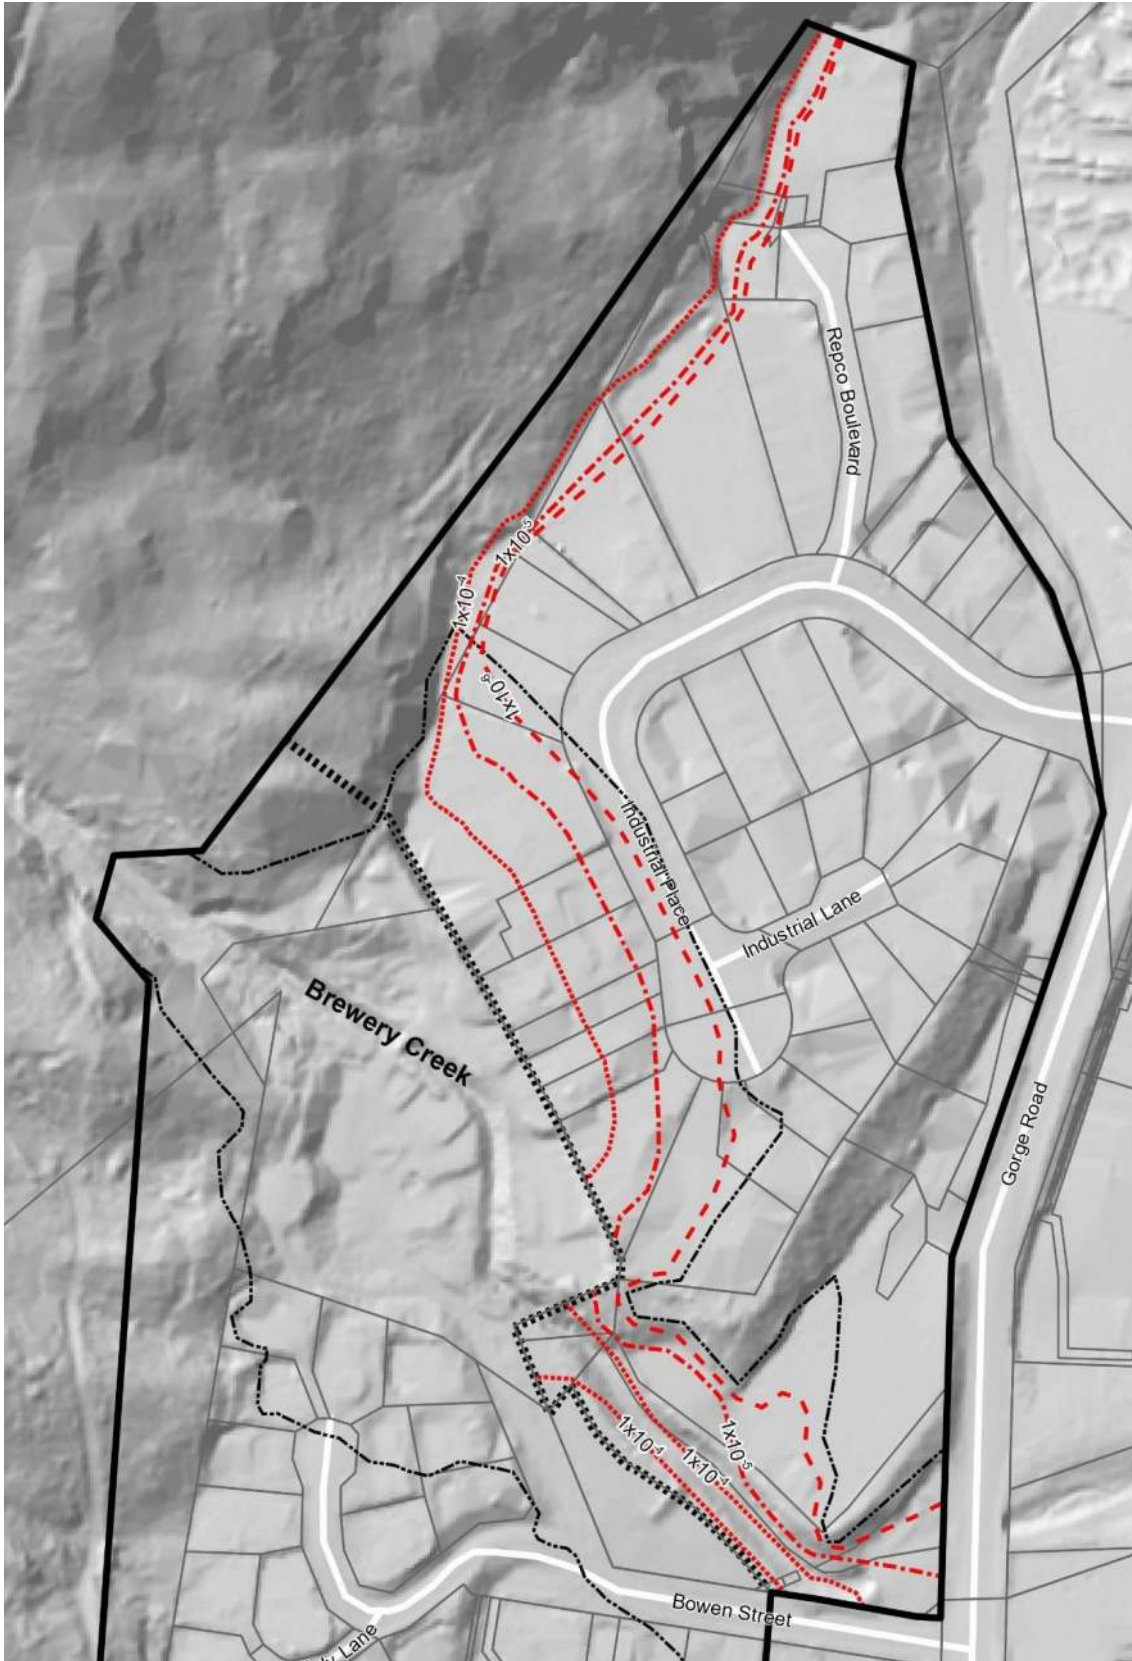 Repco Boulevard
1x10-5
1x10-4
1x10-6
Industrial Place
Industrial Lane
Brewery Creek
Gorge Road
1x10-4
1x10-4
1x10-5
Bowen Street
Lane